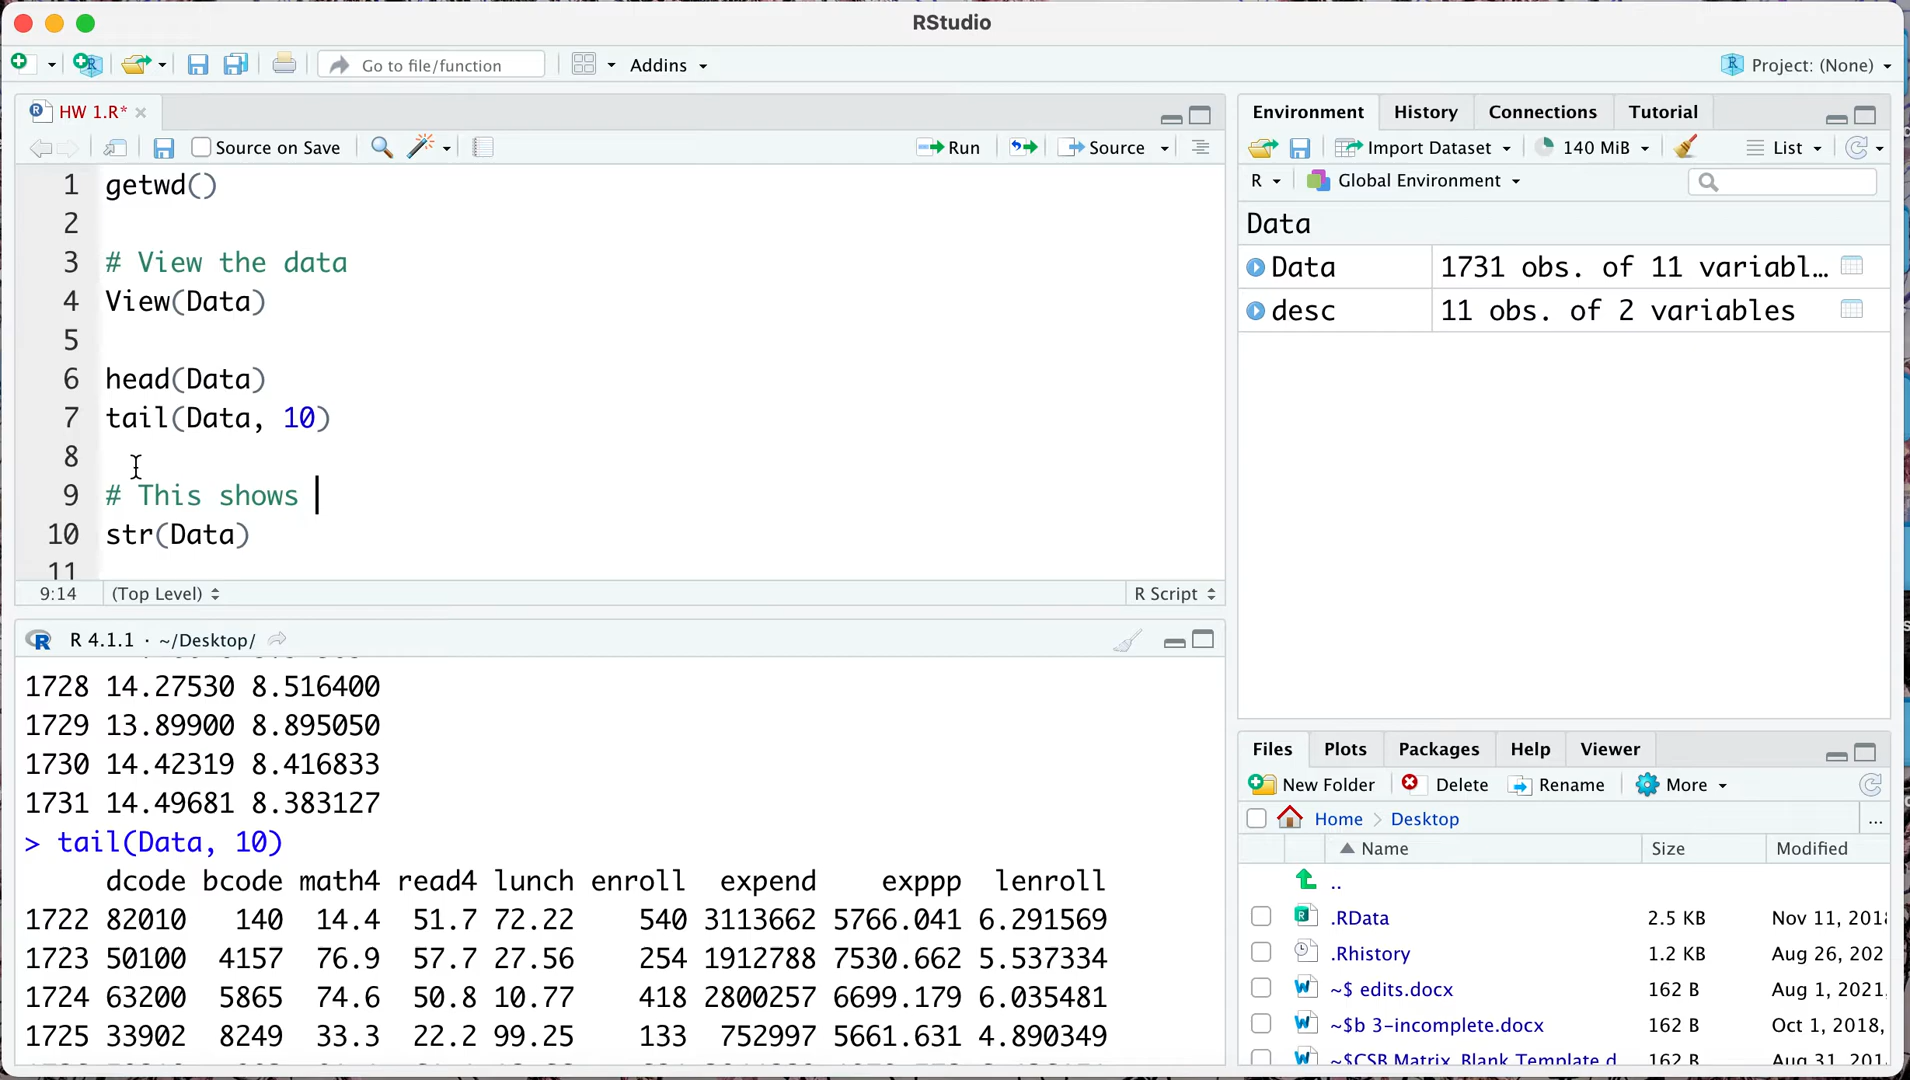 RStudio
Go to file/function
Addins
Project: (None)
HW 1.R*
Source on Save
Run
Source
1 getwd()
2
3 # View the data
4 View(Data)
5
6 head(Data)
7 tail(Data, 10)
8
9 # This shows
10 str(Data)
11
9:14
(Top Level)
R Script
R 4.1.1 · ~/Desktop/
1728 14.27530 8.516400
1729 13.89900 8.895050
1730 14.42319 8.416833
1731 14.49681 8.383127
> tail(Data, 10)
dcode bcode math4 read4 lunch enroll expend exppp lenroll
1722 82010 140 14.4 51.7 72.22 540 3113662 5766.041 6.291569
1723 50100 4157 76.9 57.7 27.56 254 1912788 7530.662 5.537334
1724 63200 5865 74.6 50.8 10.77 418 2800257 6699.179 6.035481
1725 33902 8249 33.3 22.2 99.25 133 752997 5661.631 4.890349
Environment History Connections Tutorial
Import Dataset
140 MiB
List
R
Global Environment
Data
Data 1731 obs. of 11 variabl…
desc 11 obs. of 2 variables
Files Plots Packages Help Viewer
New Folder Delete Rename More
Home Desktop ...
Name Size Modified
..
.RData 2.5 KB Nov 11, 201
.Rhistory 1.2 KB Aug 26, 202
~$ edits.docx 162 B Aug 1, 2021,
~$b 3-incomplete.docx 162 B Oct 1, 2018,
~$CSB Matrix Blank Template.d 162 B Aug 31, 201